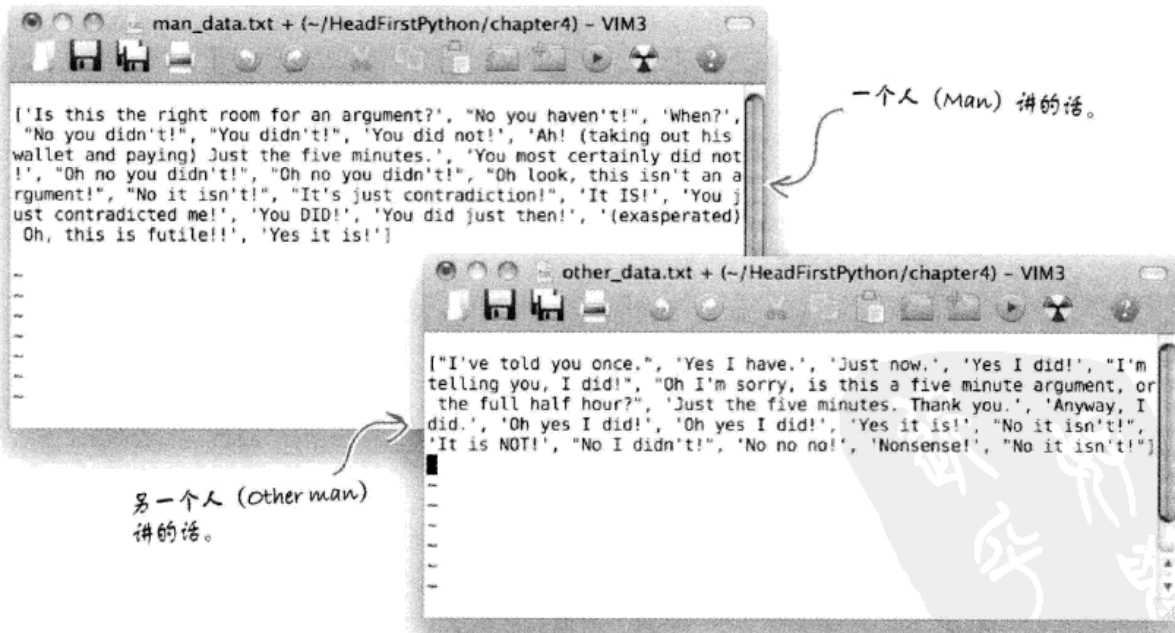 man_data.txt + (~/HeadFirstPython/chapter4) – VIM3
['Is this the right room for an argument?', "No you haven't!", 'When?',
"No you didn't!", "You didn't!", 'You did not!', 'Ah! (taking out his
wallet and paying) Just the five minutes.', 'You most certainly did not
!', "Oh no you didn't!", "Oh no you didn't!", "Oh look, this isn't an a
rgument!", "No it isn't!", "It's just contradiction!", 'It IS!', 'You j
ust contradicted me!', 'You DID!', 'You did just then!', '(exasperated)
Oh, this is futile!!', 'Yes it is!']
~
~
~
~
~
~
~
一个人（Man）讲的话。
other_data.txt + (~/HeadFirstPython/chapter4) – VIM3
["I've told you once.", 'Yes I have.', 'Just now.', 'Yes I did!', "I'm
telling you, I did!", "Oh I'm sorry, is this a five minute argument, or
the full half hour?", 'Just the five minutes. Thank you.', 'Anyway, I
did.', 'Oh yes I did!', 'Oh yes I did!', 'Yes it is!', "No it isn't!",
'It is NOT!', "No I didn't!", 'No no no!', 'Nonsense!', "No it isn't!"]
~
~
~
~
~
~
另一个人（Other man）
讲的话。